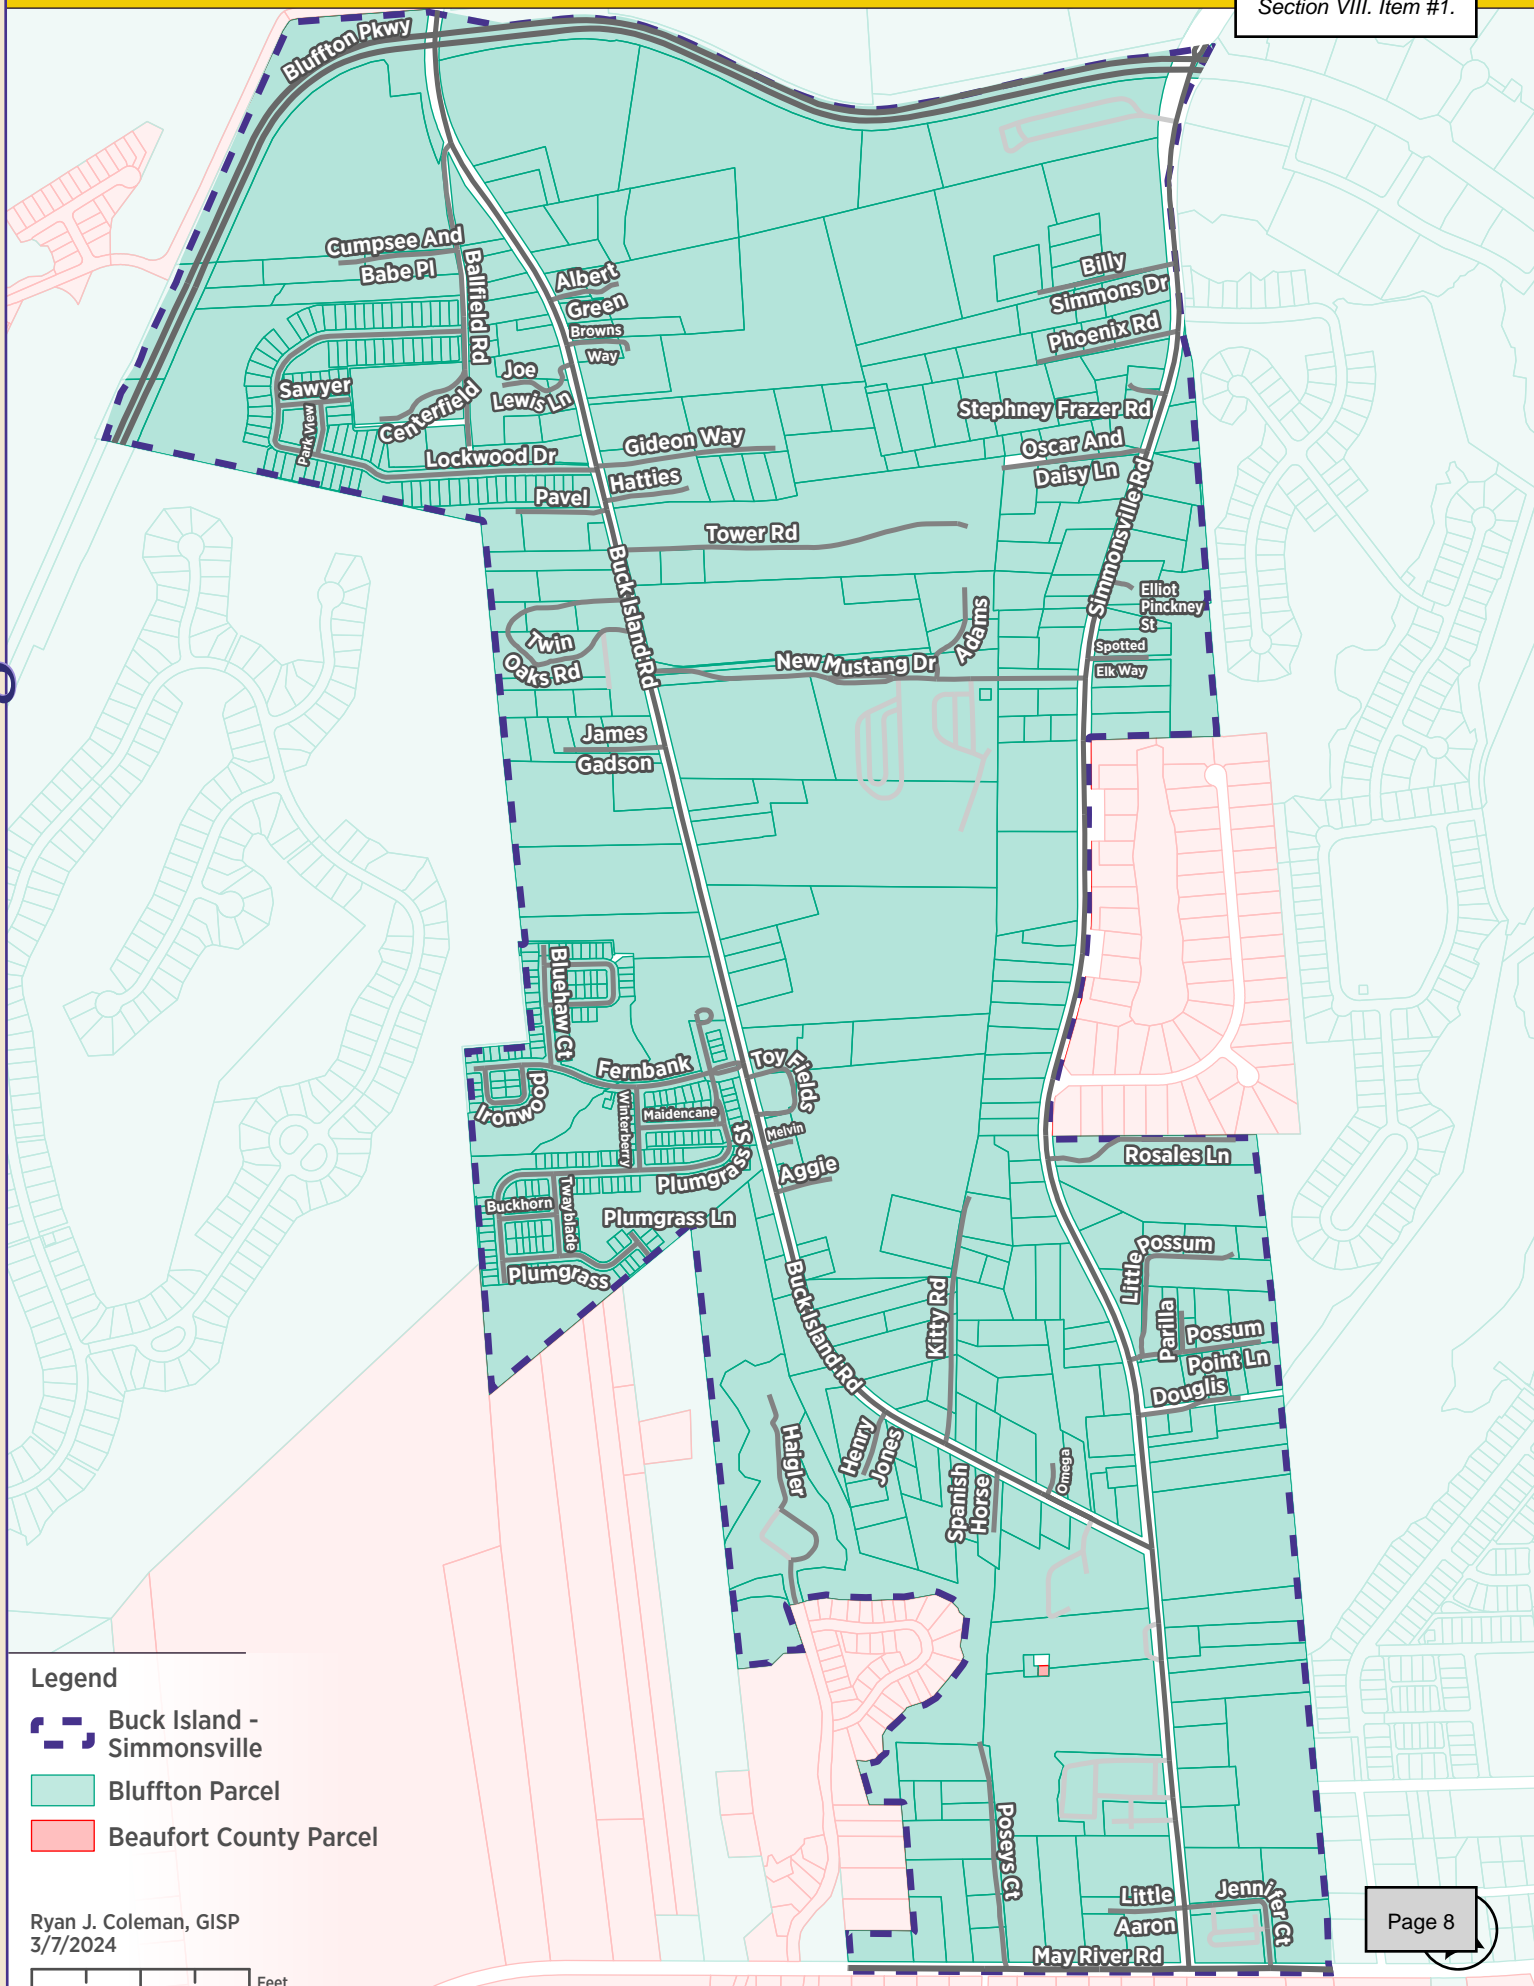 Section VIII. Item #1.
Bluffton Pkwy
Cumpsee And
Babe Pl
Ballfield Rd
Albert
Green
Browns
Way
Billy
Simmons Dr
Phoenix Rd
Sawyer
Park View
Centerfield
Joe
Lewis Ln
Stephney Frazer Rd
Lockwood Dr
Gideon Way
Oscar And
Daisy Ln
Hatties
Pavel
Tower Rd
Simmonsville Rd
Buck Island Rd
Elliot
Pinckney
St
Twin
Oaks Rd
Adams
New Mustang Dr
Spotted
Elk Way
James
Gadson
Bluehaw Ct
Fernbank
Toy Fields
Ironwood
Winterberry
Maidencane
Melvin
Plumgrass St
Aggie
Rosales Ln
Buckhorn
Twayblade
Plumgrass Ln
Plumgrass
Little
Possum
Buck Island Rd
Kitty Rd
Parilla
Possum
Point Ln
Douglis
Haigler
Henry
Jones
Spanish
Horse
Omega
Legend
Buck Island -
Simmonsville
Bluffton Parcel
Beaufort County Parcel
Poseys Ct
Little
Aaron
Jennifer Ct
May River Rd
Ryan J. Coleman, GISP
3/7/2024
Feet
Page 8